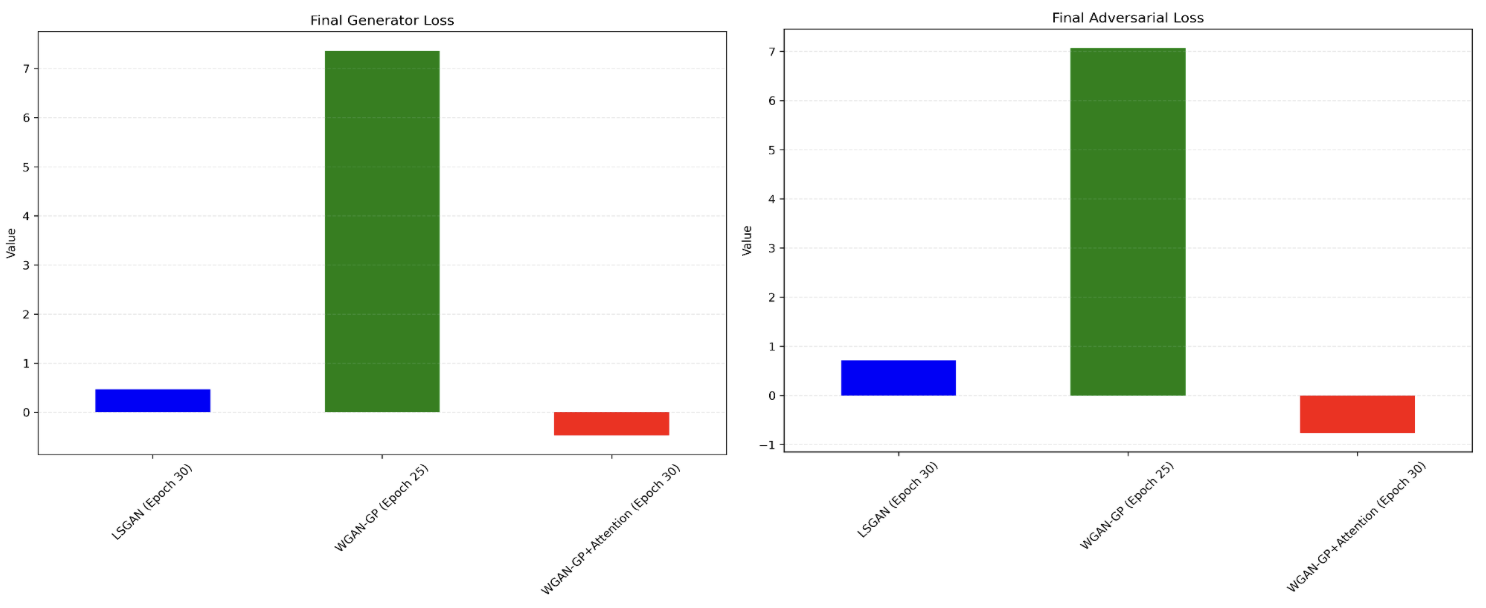 Final Generator Loss
Value
7
6
5
4
3
2
1
0
LSGAN (Epoch 30)
WGAN-GP (Epoch 25)
WGAN-GP+Attention (Epoch 30)
Final Adversarial Loss
Value
7
6
5
4
3
2
1
0
−1
LSGAN (Epoch 30)
WGAN-GP (Epoch 25)
WGAN-GP+Attention (Epoch 30)